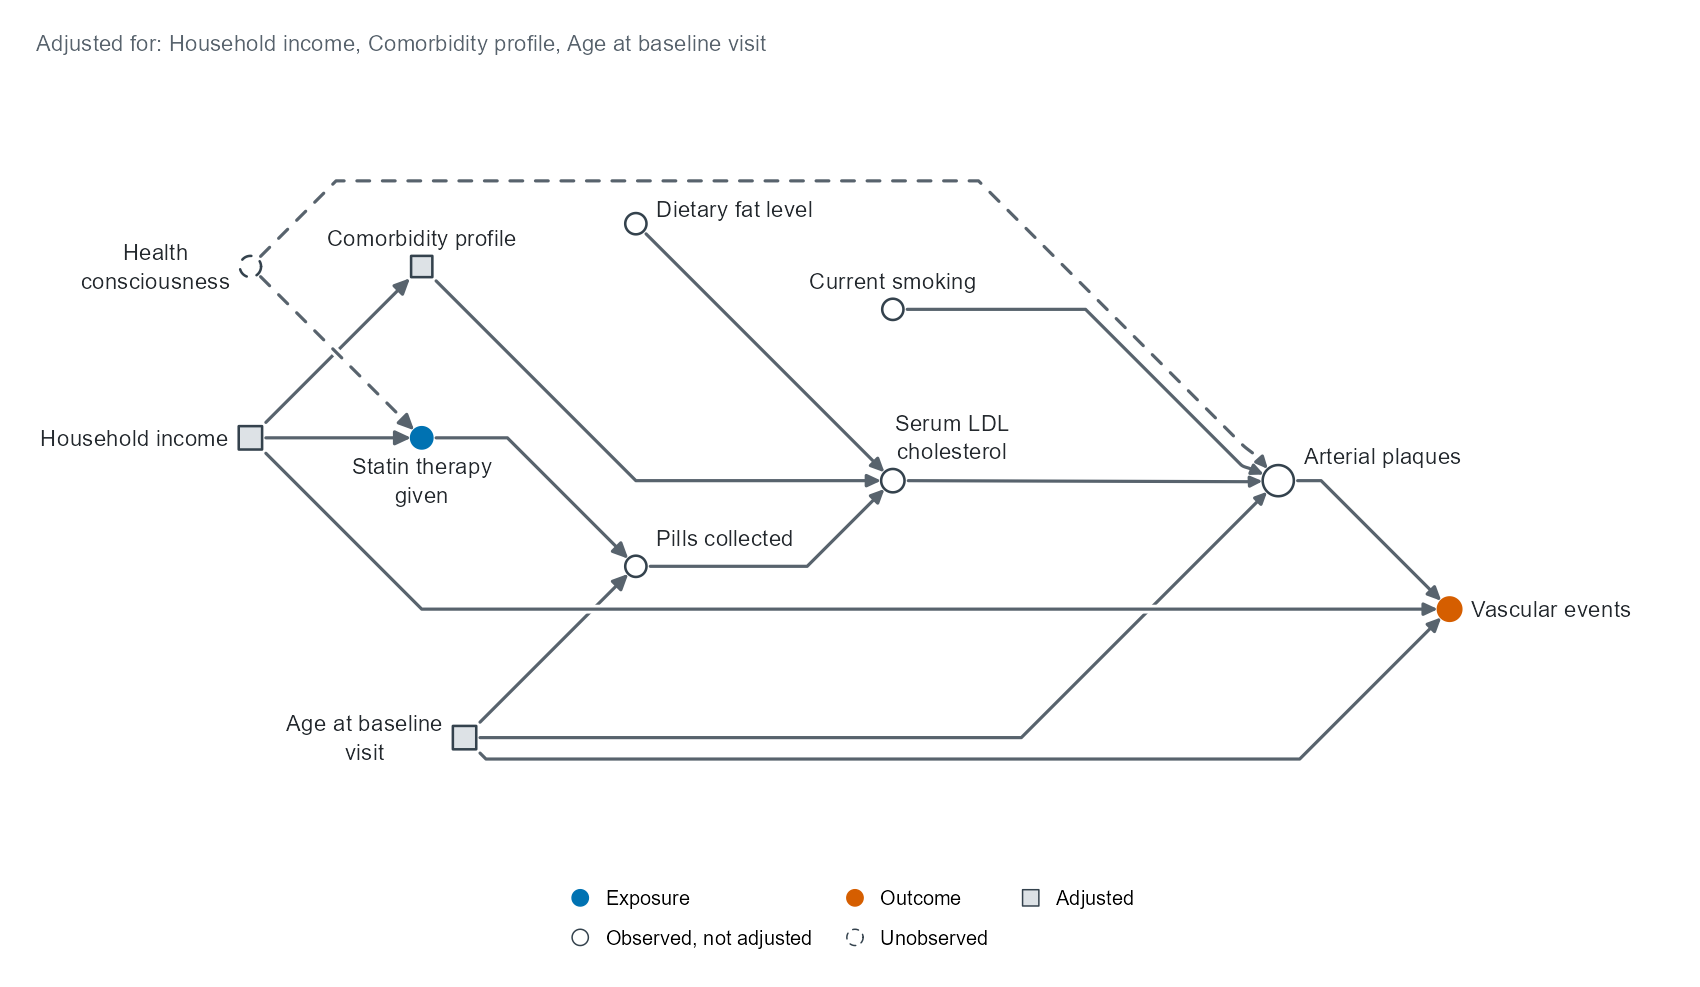 Adjusted for: Household income, Comorbidity profile, Age at baseline visit
Dietary fat level
Comorbidity profile
Health
consciousness
Current smoking
Serum LDL
cholesterol
Household income
Arterial plaques
Statin therapy
given
Pills collected
Vascular events
Age at baseline
visit
Exposure
Outcome
Adjusted
Observed, not adjusted
Unobserved